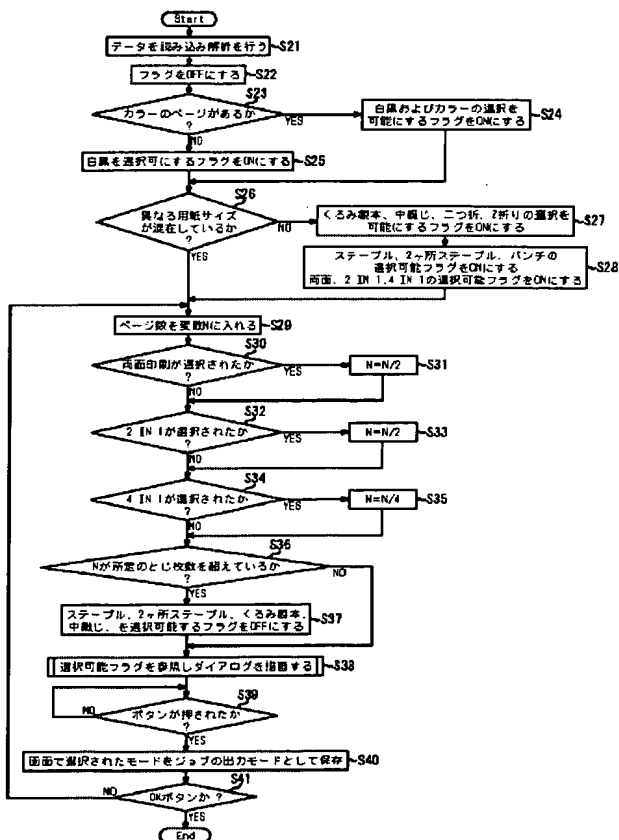 Start
データを読み込み解析を行う S21
フラグをOFFにする S22
S23
カラーのページがあるか
?
YES
NO
白黒およびカラーの選択を
可能にするフラグをONにする
S24
白黒を選択可にするフラグをONにする S25
S26
異なる用紙サイズ
が混在しているか
?
NO
YES
くるみ製本、中綴じ、二つ折、Z折りの選択を
可能にするフラグをONにする
S27
ステープル、2ヶ所ステープル、パンチの
選択可能フラグをONにする
両面、2 IN 1,4 IN 1の選択可能フラグをONにする
S28
ページ数を変数Nに入れる S29
S30
両面印刷が選択されたか
?
YES
NO
N=N/2 S31
S32
2 IN 1が選択されたか
?
YES
NO
N=N/2 S33
S34
4 IN 1が選択されたか
?
YES
NO
N=N/4 S35
S36
Nが所定のとじ枚数を超えているか
?
NO
YES
ステープル、2ヶ所ステープル、くるみ製本、
中綴じ、を選択可能するフラグをOFFにする
S37
選択可能フラグを参照しダイアログを描画する S38
S39
ボタンが押されたか
?
NO
YES
画面で選択されたモードをジョブの出力モードとして保存 S40
S41
OKボタンか ?
NO
YES
End